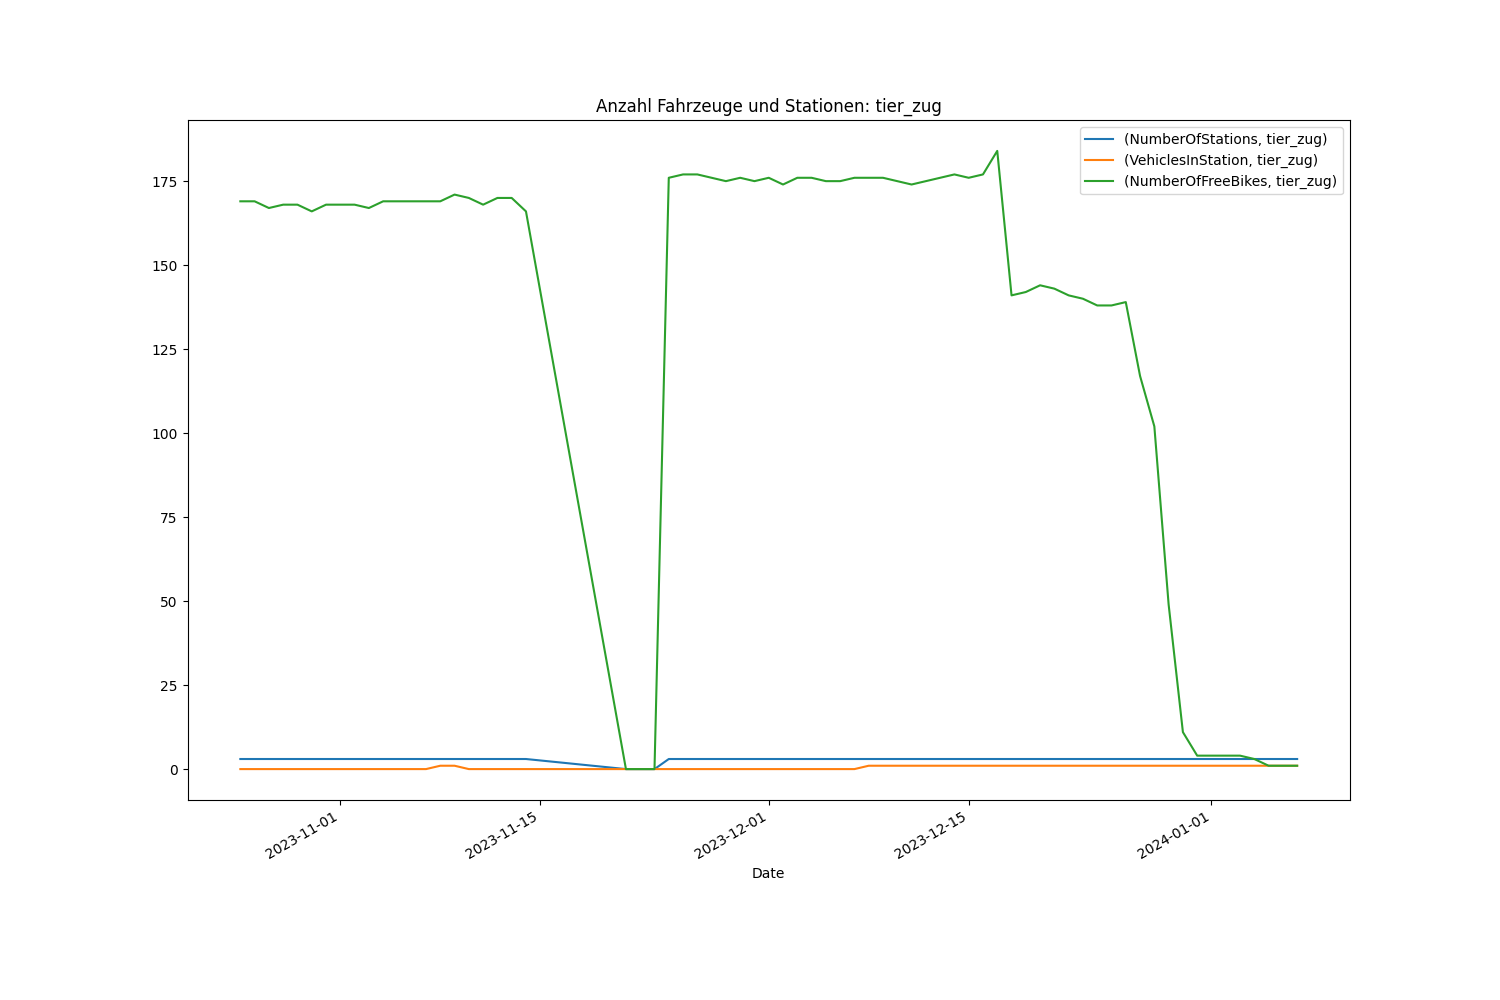 Anzahl Fahrzeuge und Stationen: tier_zug
(NumberOfStations, tier_zug)
(VehiclesInStation, tier_zug)
(NumberOfFreeBikes, tier_zug)
175
150
125
100
75
50
25
0
2023-11-01
2023-11-15
2023-12-01
2023-12-15
2024-01-01
Date